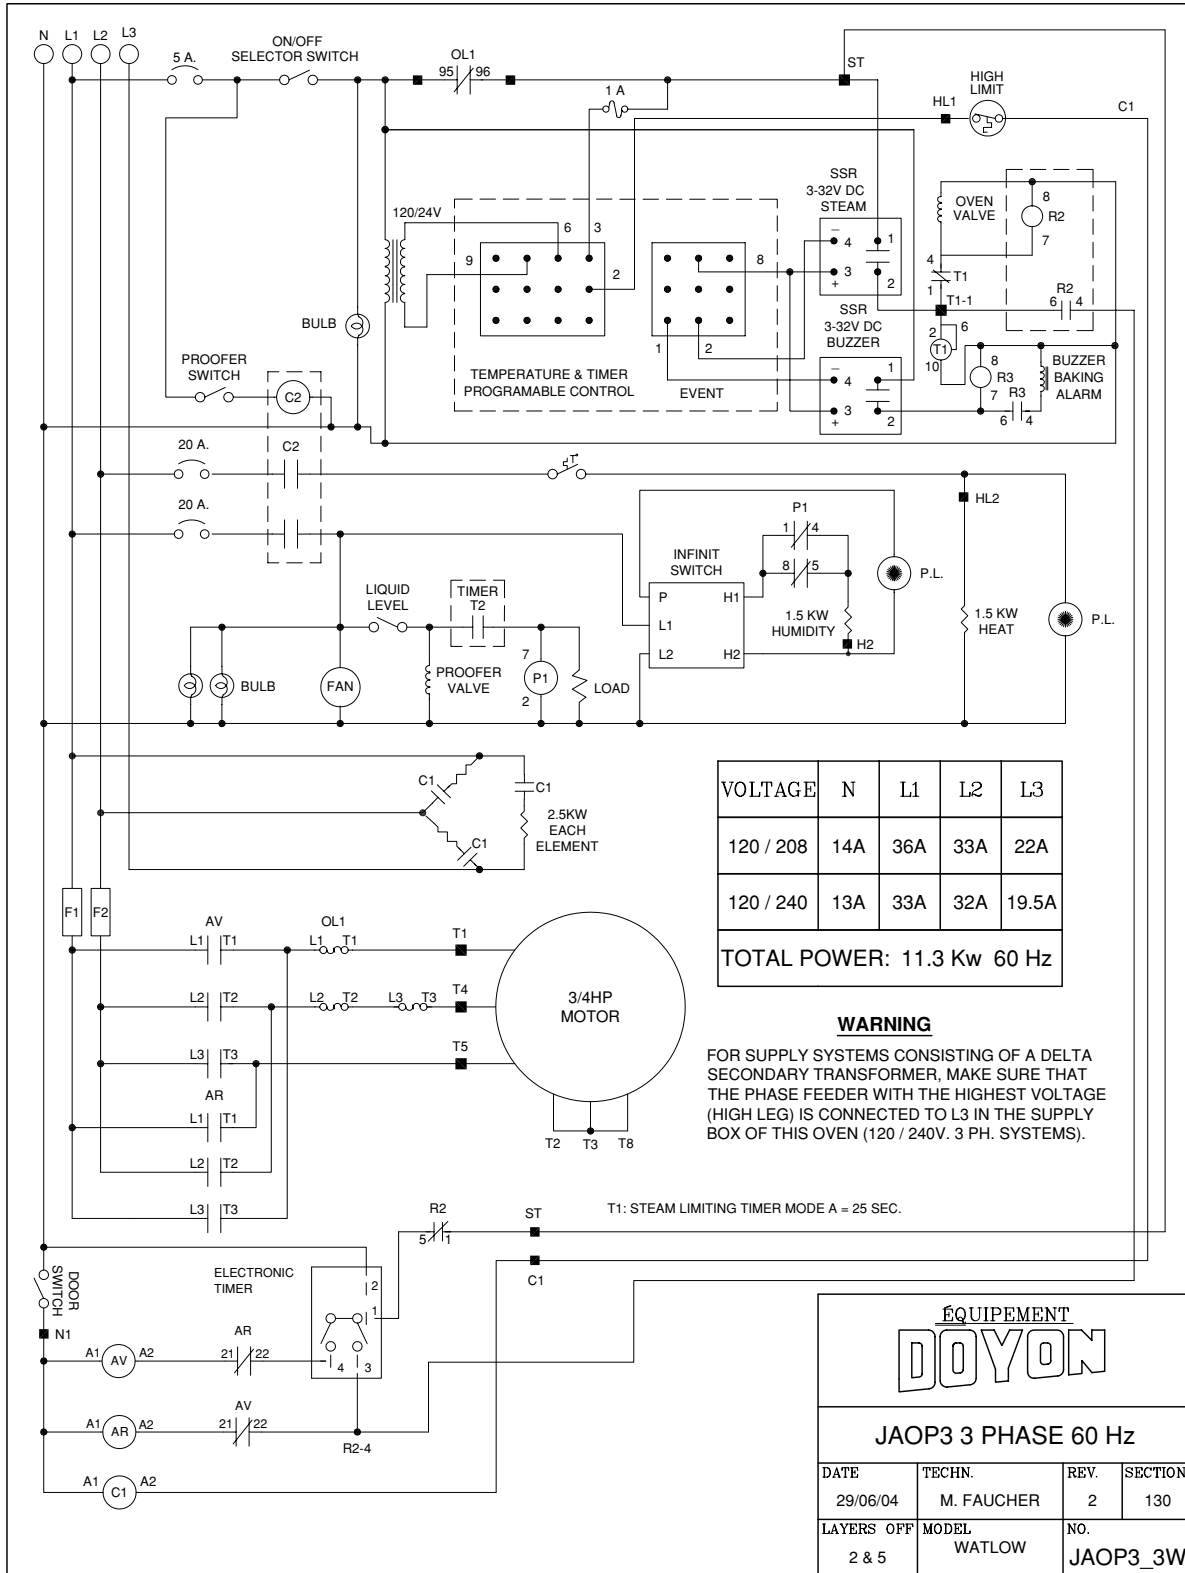 N L1 L2 L3
5 A.
ON/OFF
SELECTOR SWITCH
OL1
95 96
ST
1 A
HIGH
LIMIT
HL1
C1
SSR
3-32V DC
STEAM
120/24V
6 3
9
2
8
4 1
3 2
+
–
OVEN
VALVE
8
R2
7
4
T1
1
T1-1
R2
6 4
2 6
T1
10
BULB
SSR
3-32V DC
BUZZER
1 2
TEMPERATURE & TIMER
PROGRAMABLE CONTROL
EVENT
–
4 1
3 2
+
8
R3
7
R3
6 4
BUZZER
BAKING
ALARM
PROOFER
SWITCH
C2
20 A.
C2
T°
HL2
20 A.
P1
1 4
8 5
INFINIT
SWITCH
P H1
L1
L2 H2
1.5 KW
HUMIDITY
H2
P.L.
1.5 KW
HEAT
P.L.
LIQUID
LEVEL
TIMER
T2
BULB
FAN
PROOFER
VALVE
7
P1
2
LOAD
C1
C1
C1
2.5KW
EACH
ELEMENT
VOLTAGE N L1 L2 L3
120 / 208 14A 36A 33A 22A
120 / 240 13A 33A 32A 19.5A
TOTAL POWER: 11.3 Kw 60 Hz
F1 F2
AV
L1 T1
OL1
L1 T1
T1
L2 T2
L2 T2 L3 T3
T4
L3 T3
T5
3/4HP
MOTOR
AR
L1 T1
L2 T2
L3 T3
T2 T3 T8
WARNING
FOR SUPPLY SYSTEMS CONSISTING OF A DELTA
SECONDARY TRANSFORMER, MAKE SURE THAT
THE PHASE FEEDER WITH THE HIGHEST VOLTAGE
(HIGH LEG) IS CONNECTED TO L3 IN THE SUPPLY
BOX OF THIS OVEN (120 / 240V. 3 PH. SYSTEMS).
R2
5 1
ST
T1: STEAM LIMITING TIMER MODE A = 25 SEC.
C1
DOOR
SWITCH
ELECTRONIC
TIMER
2
1
4 3
N1
A1 AV A2
AR
21 22
A1 AR A2
AV
21 22
R2-4
A1 C1 A2
ÉQUIPEMENT
DOYON
JAOP3 3 PHASE 60 Hz
DATE TECHN. REV. SECTION
29/06/04 M. FAUCHER 2 130
LAYERS OFF MODEL NO.
2 & 5 WATLOW JAOP3_3W